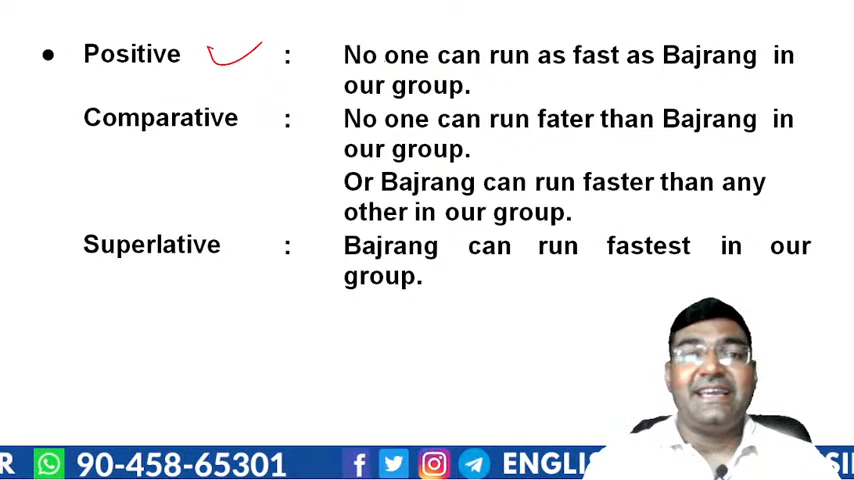 ● Positive : No one can run as fast as Bajrang in
our group.
Comparative : No one can run fater than Bajrang in
our group.
Or Bajrang can run faster than any
other in our group.
Superlative : Bajrang can run fastest in our
group.
R 90-458-65301 ENGLIS